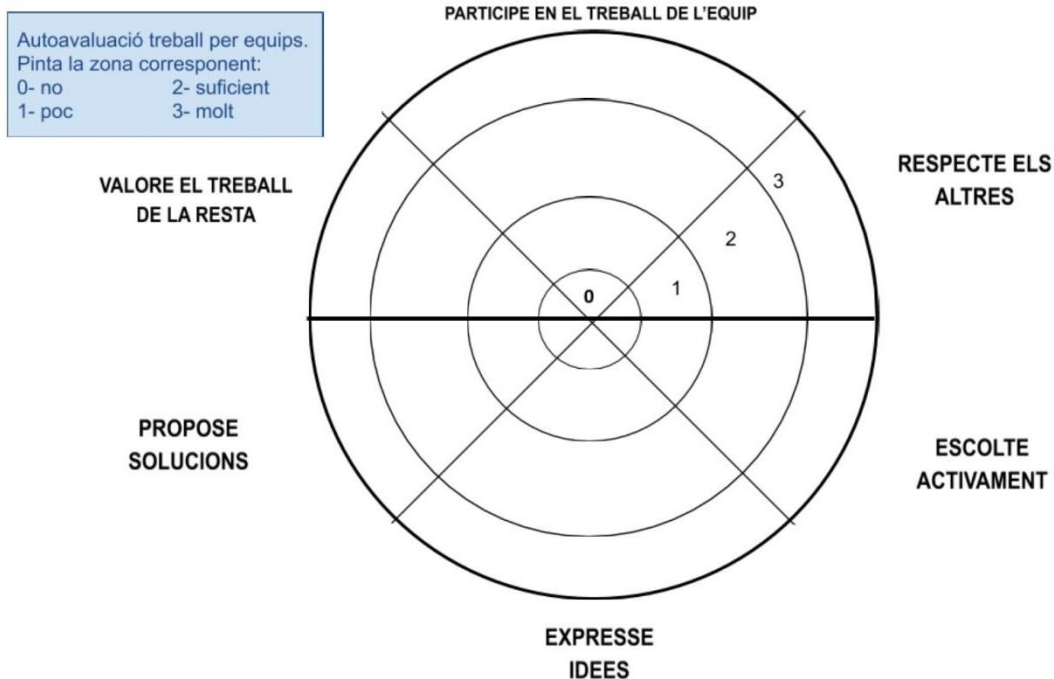 PARTICIPE EN EL TREBALL DE L’EQUIP
Autoavaluació treball per equips.
Pinta la zona corresponent:
0- no 2- suficient
1- poc 3- molt
VALORE EL TREBALL
DE LA RESTA
RESPECTE ELS
ALTRES
3
2
1
0
PROPOSE
SOLUCIONS
ESCOLTE
ACTIVAMENT
EXPRESSE
IDEES